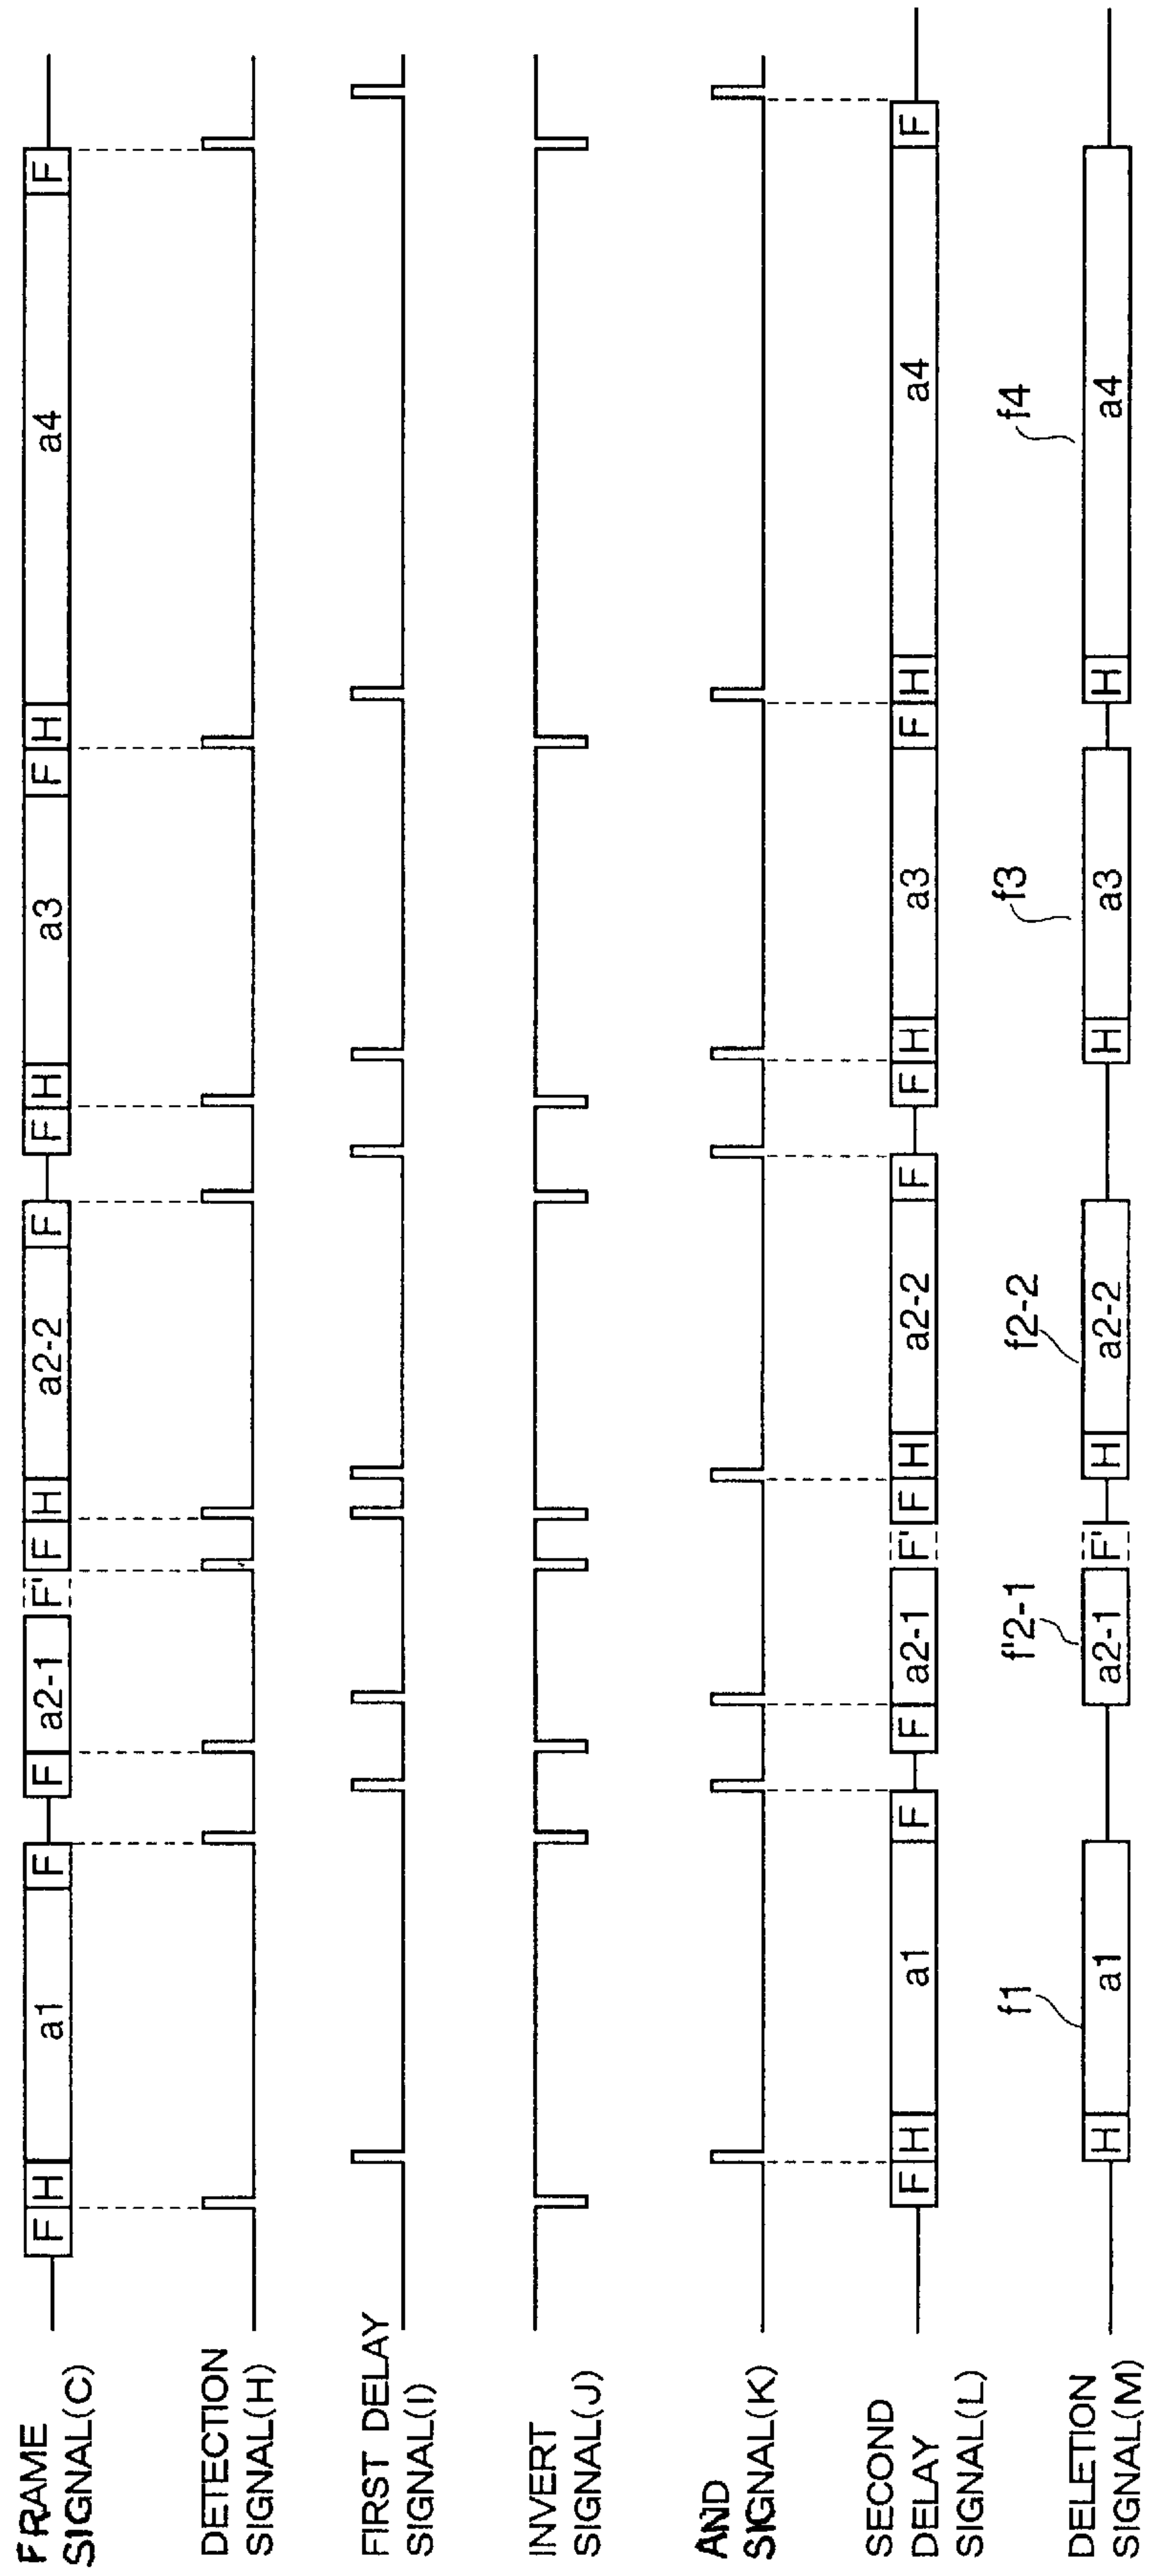 FRAME
SIGNAL(C)
F H a1 F F a2-1 F' F H a2-2 F F H a3 F H a4 F
DETECTION
SIGNAL(H)
FIRST DELAY
SIGNAL(I)
INVERT
SIGNAL(J)
AND
SIGNAL(K)
SECOND
DELAY
SIGNAL(L)
F H a1 F F a2-1 F' F H a2-2 F F H a3 F H a4 F
f1 f'2-1 f2-2 f3 f4
DELETION
SIGNAL(M)
H a1 a2-1 F' H a2-2 H a3 H a4